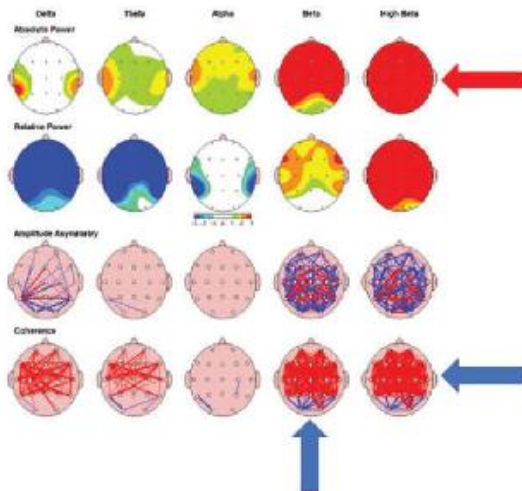 Delta Theta Alpha Beta High Beta
Absolute Power
Relative Power
Amplitude Asymmetry
Coherence